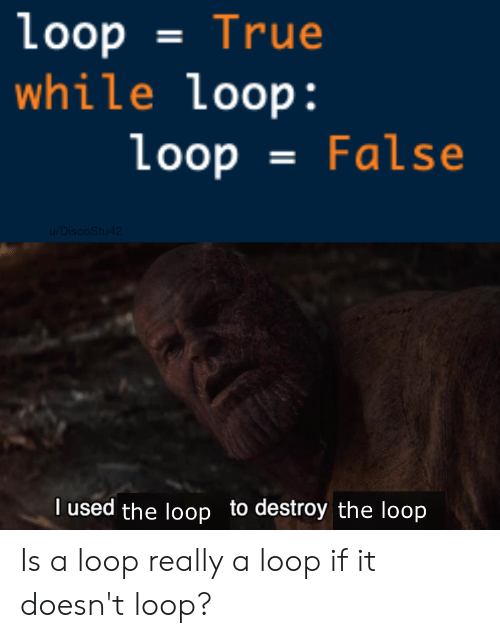 loop = True
while loop:
loop = False
u/DiscoStu42
I used the loop to destroy the loop
Is a loop really a loop if it
doesn't loop?